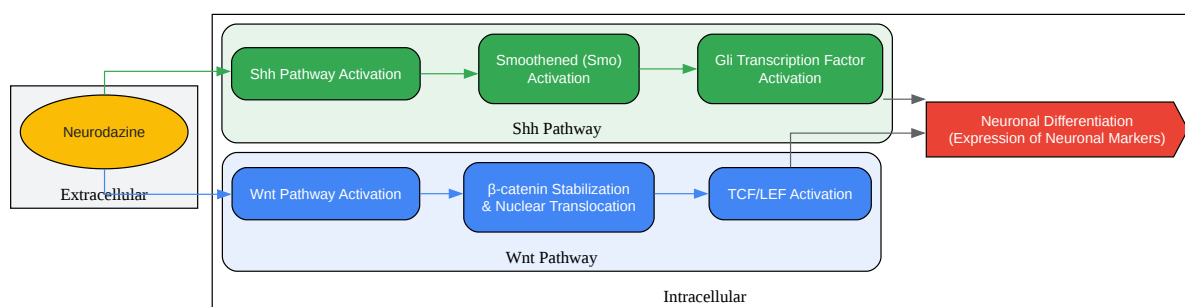 Neurodazine
Extracellular
Shh Pathway Activation
Smoothened (Smo)
Activation
Gli Transcription Factor
Activation
Shh Pathway
Wnt Pathway Activation
β-catenin Stabilization
& Nuclear Translocation
TCF/LEF Activation
Wnt Pathway
Neuronal Differentiation
(Expression of Neuronal Markers)
Intracellular